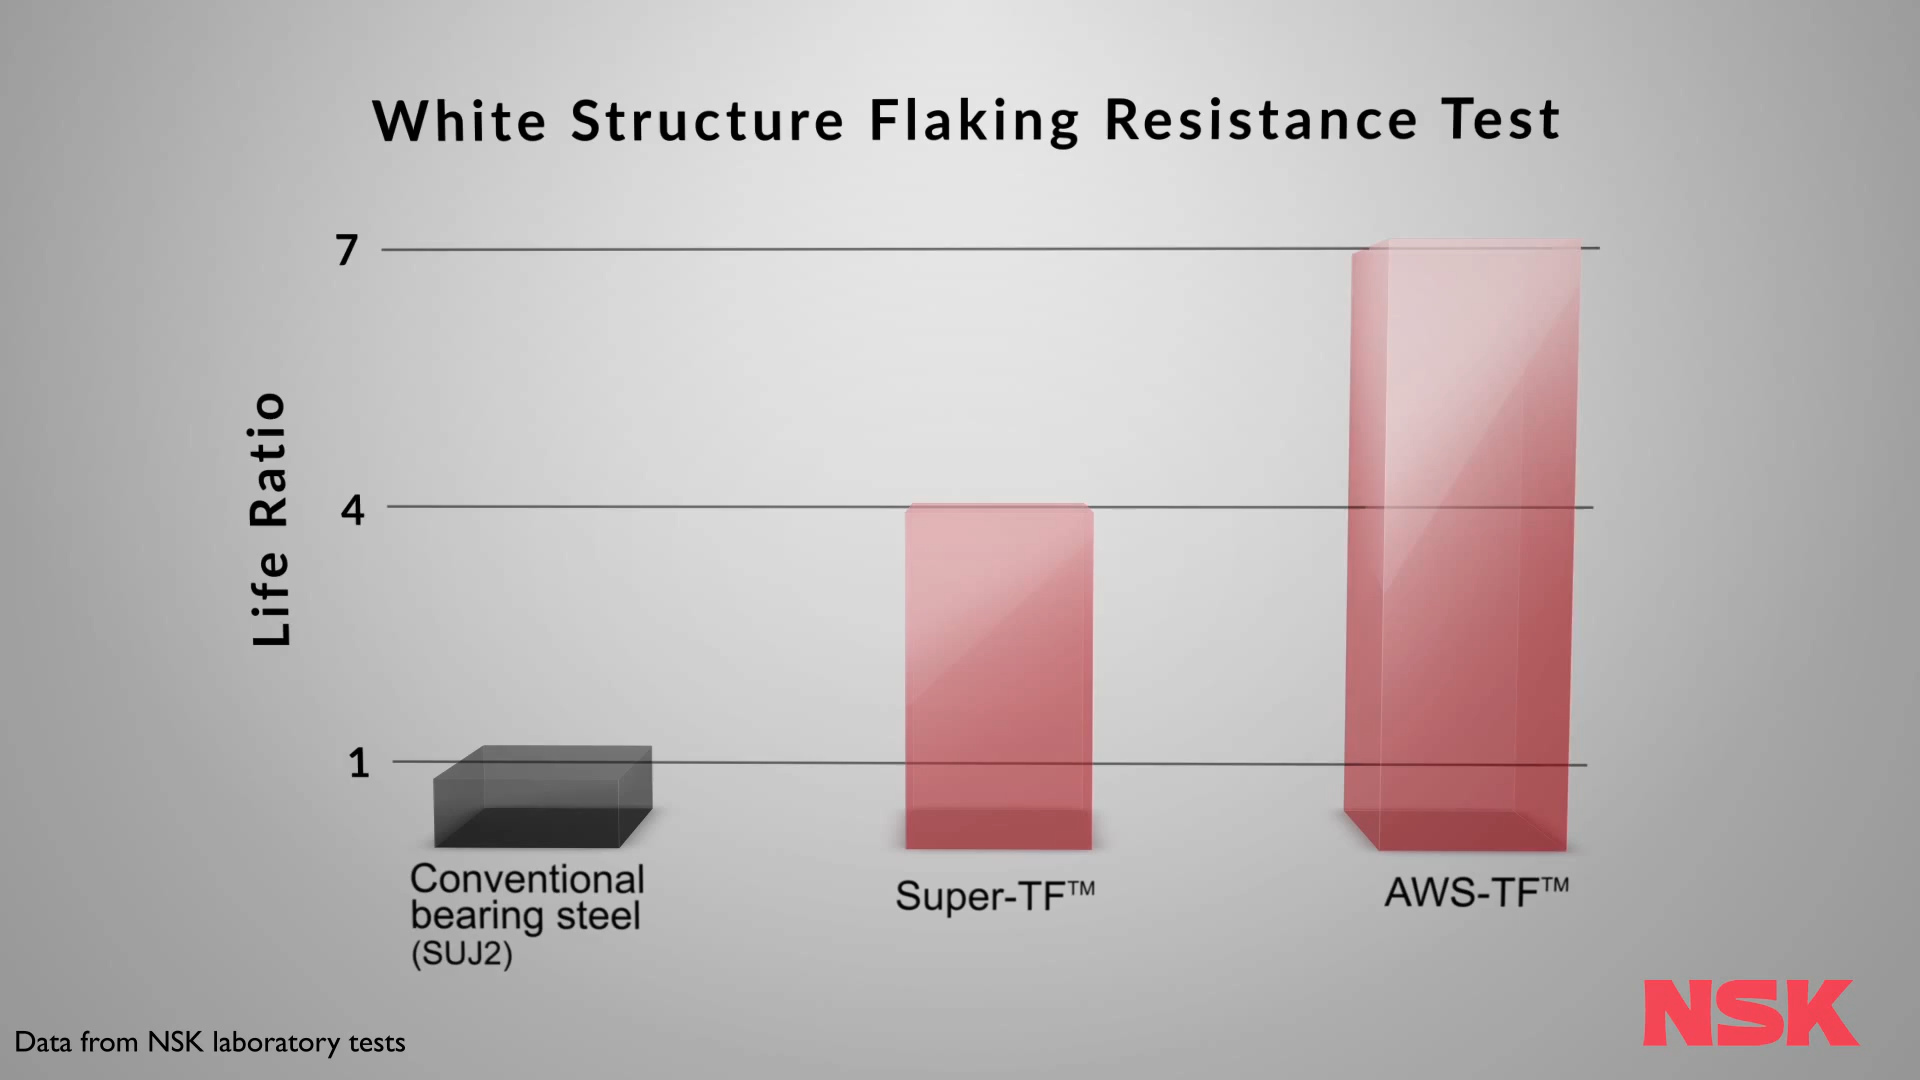 White Structure Flaking Resistance Test
7
4
1
Life Ratio
Conventional
bearing steel
(SUJ2)
Super-TF™
AWS-TF™
NSK
Data from NSK laboratory tests